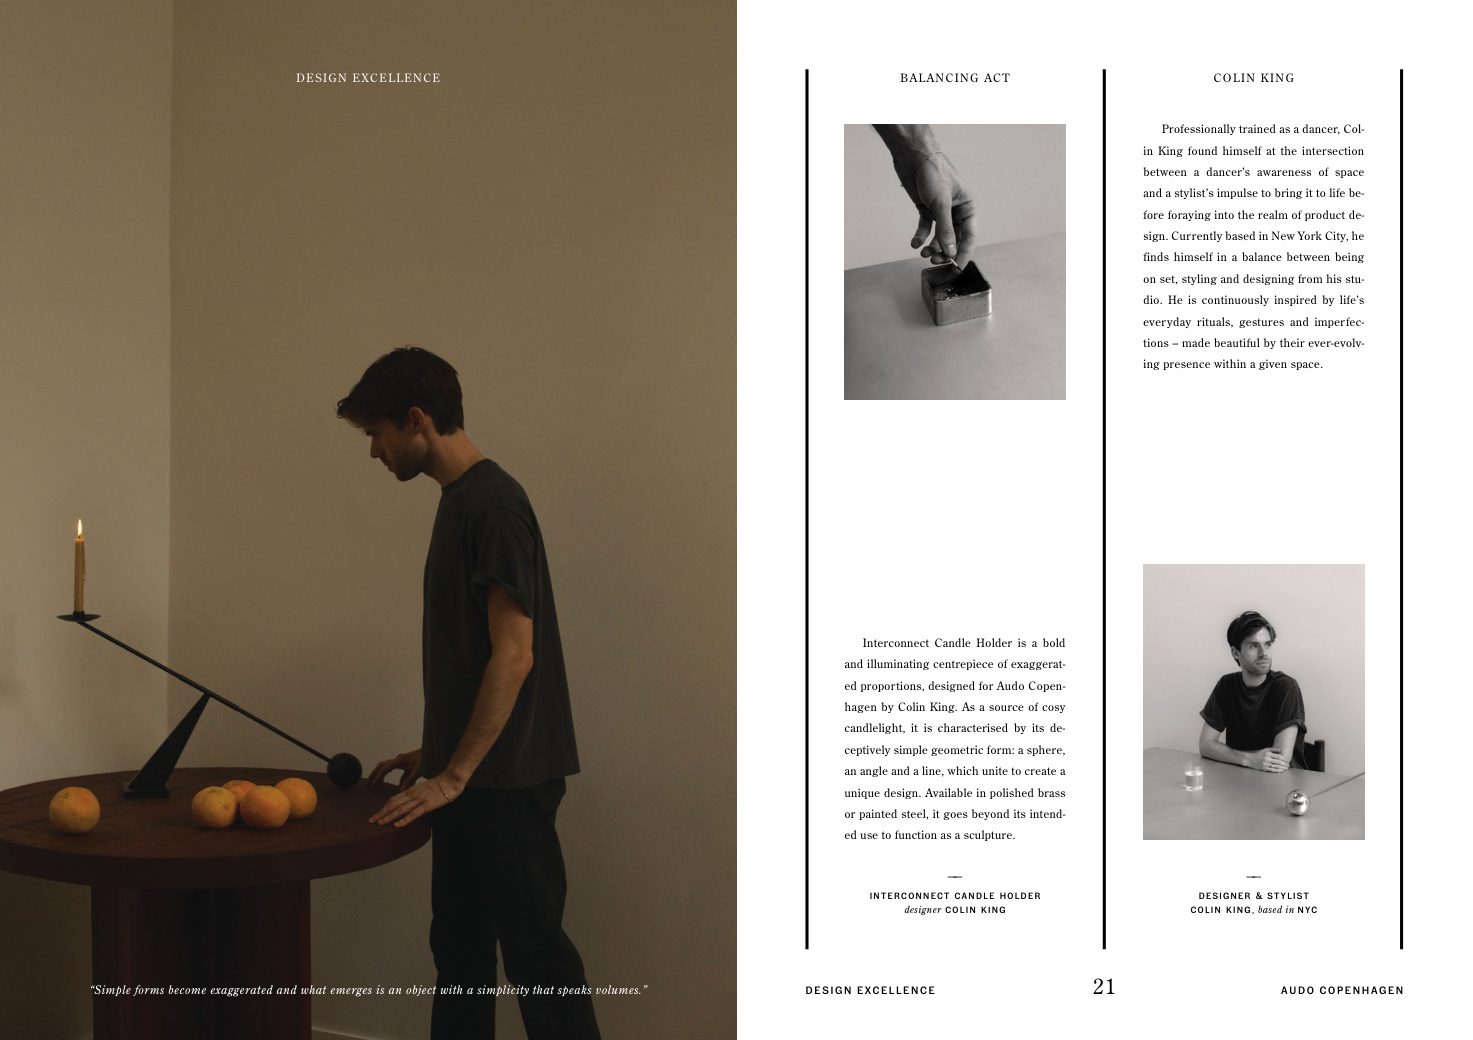 DESIGN EXCELLENCE
“Simple forms become exaggerated and what emerges is an object with a simplicity that speaks volumes.”
BALANCING ACT
Interconnect Candle Holder is a bold
and illuminating centrepiece of exaggerat-
ed proportions, designed for Audo Copen-
hagen by Colin King. As a source of cosy
candlelight, it is characterised by its de-
ceptively simple geometric form: a sphere,
an angle and a line, which unite to create a
unique design. Available in polished brass
or painted steel, it goes beyond its intend-
ed use to function as a sculpture.
INTERCONNECT CANDLE HOLDER
designer COLIN KING
COLIN KING
Professionally trained as a dancer, Col-
in King found himself at the intersection
between a dancer’s awareness of space
and a stylist’s impulse to bring it to life be-
fore foraying into the realm of product de-
sign. Currently based in New York City, he
finds himself in a balance between being
on set, styling and designing from his stu-
dio. He is continuously inspired by life’s
everyday rituals, gestures and imperfec-
tions – made beautiful by their ever-evolv-
ing presence within a given space.
DESIGNER & STYLIST
COLIN KING, based in NYC
DESIGN EXCELLENCE
21
AUDO COPENHAGEN